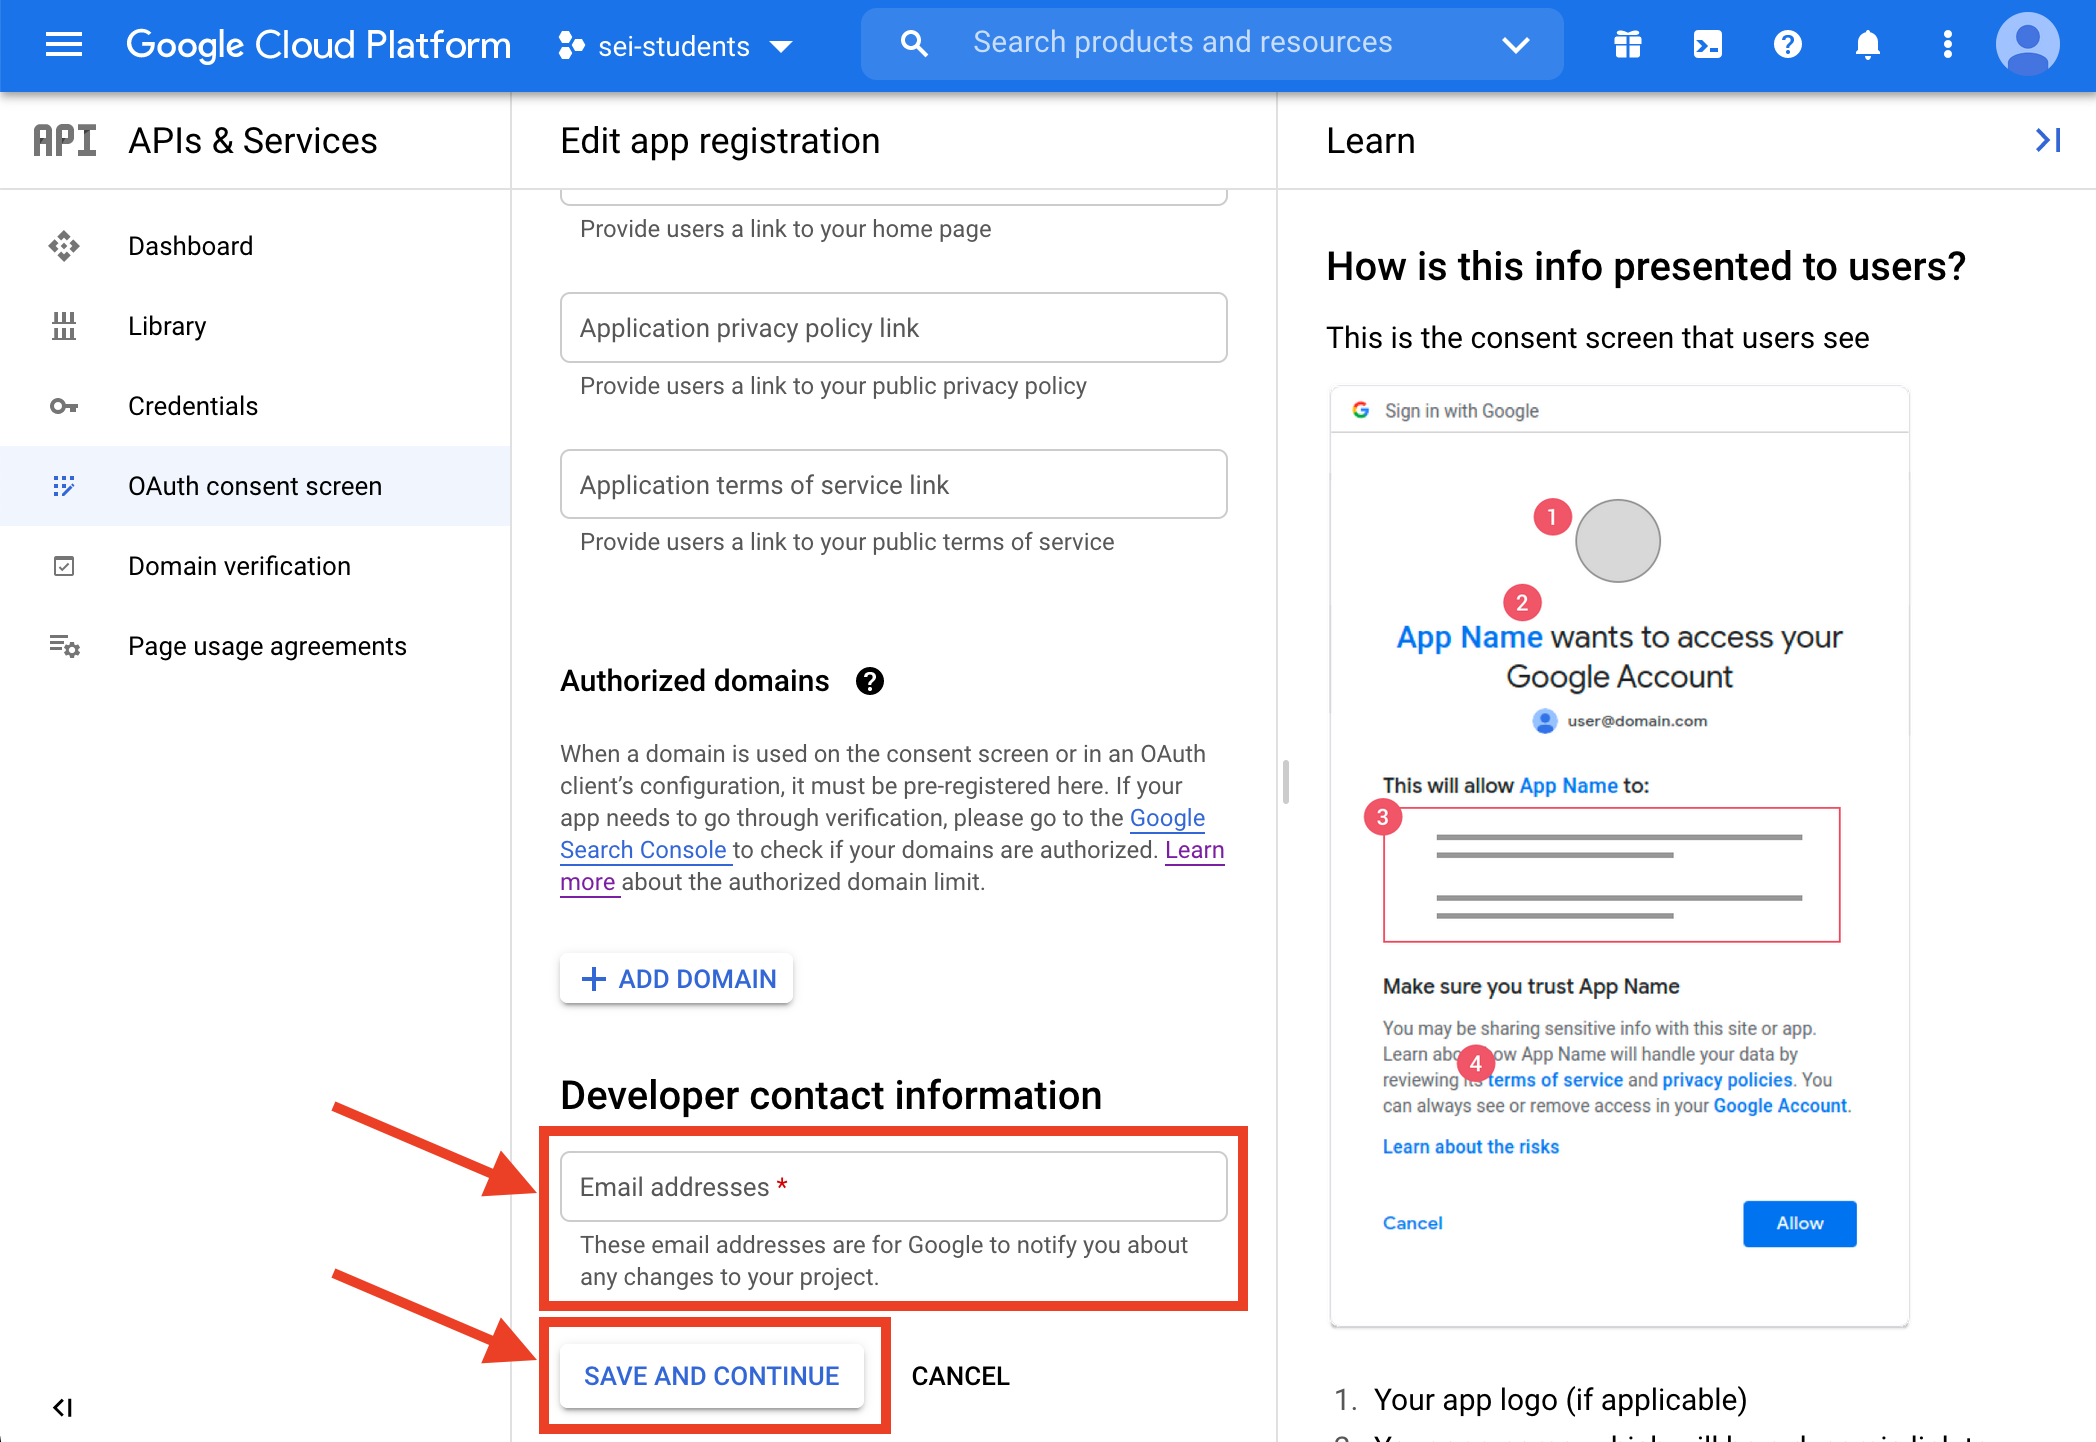 Google Cloud Platform
sei-students
Search products and resources
API
APIs & Services
Dashboard
Library
Credentials
OAuth consent screen
Domain verification
Page usage agreements
Edit app registration
Provide users a link to your home page
Application privacy policy link
Provide users a link to your public privacy policy
Application terms of service link
Provide users a link to your public terms of service
Authorized domains
When a domain is used on the consent screen or in an OAuth
client’s configuration, it must be pre-registered here. If your
app needs to go through verification, please go to the Google
Search Console to check if your domains are authorized. Learn
more about the authorized domain limit.
+ ADD DOMAIN
Developer contact information
Email addresses *
These email addresses are for Google to notify you about
any changes to your project.
SAVE AND CONTINUE
CANCEL
Learn
How is this info presented to users?
This is the consent screen that users see
G Sign in with Google
1
2
App Name wants to access your
Google Account
user@domain.com
This will allow App Name to:
3
Make sure you trust App Name
You may be sharing sensitive info with this site or app.
Learn ow App Name will handle your data by
4
reviewing terms of service and privacy policies. You
can always see or remove access in your Google Account.
Learn about the risks
Cancel
Allow
1. Your app logo (if applicable)